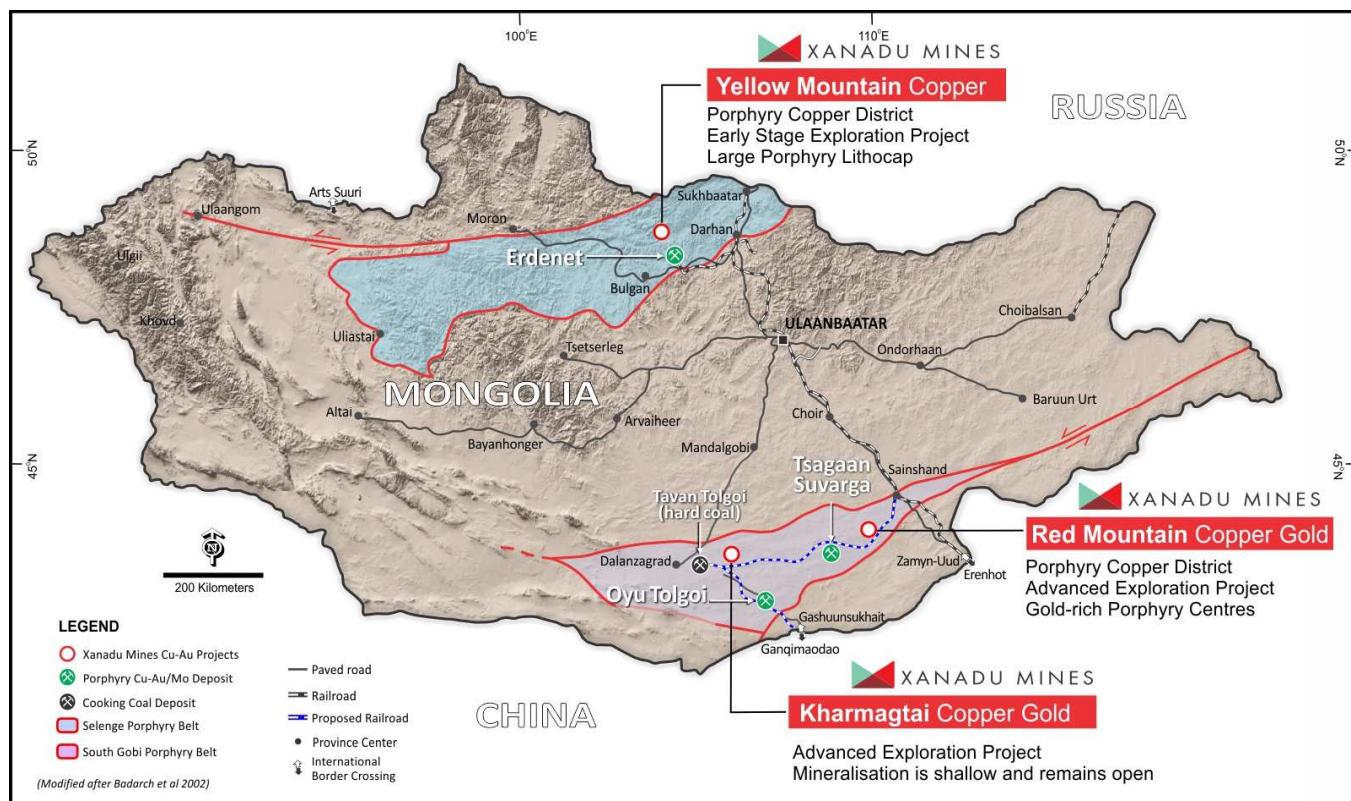 100°E
110°E
XANADU MINES
Yellow Mountain Copper
Porphyry Copper District
Early Stage Exploration Project
Large Porphyry Lithocap
RUSSIA
50°N
50°N
Arts Suuri
Ulaangom
Moron
Sukhbaatar
Darhan
Erdenet
Ulgii
Bulgan
Khovd
Uliastai
Choibalsan
ULAANBAATAR
Tsetserleg
Ondorhaan
MONGOLIA
Altai
Arvaiheer
Choir
Baruun Urt
Bayanhonger
Mandalgobi
45°N
45°N
Tsagaan
Suvarga
Sainshand
Tavan Tolgoi
(hard coal)
XANADU MINES
Red Mountain Copper Gold
Porphyry Copper District
Advanced Exploration Project
Gold-rich Porphyry Centres
N
200 Kilometers
Dalanzagrad
Zamyn-Uud
Erenhot
Oyu Tolgoi
Gashuunsukhait
Ganqimaodao
LEGEND
Xanadu Mines Cu-Au Projects
Porphyry Cu-Au/Mo Deposit
Cooking Coal Deposit
Selenge Porphyry Belt
South Gobi Porphyry Belt
(Modified after Badarch et al 2002)
Paved road
Railroad
Proposed Railroad
Province Center
International
Border Crossing
CHINA
XANADU MINES
Kharmagtai Copper Gold
Advanced Exploration Project
Mineralisation is shallow and remains open